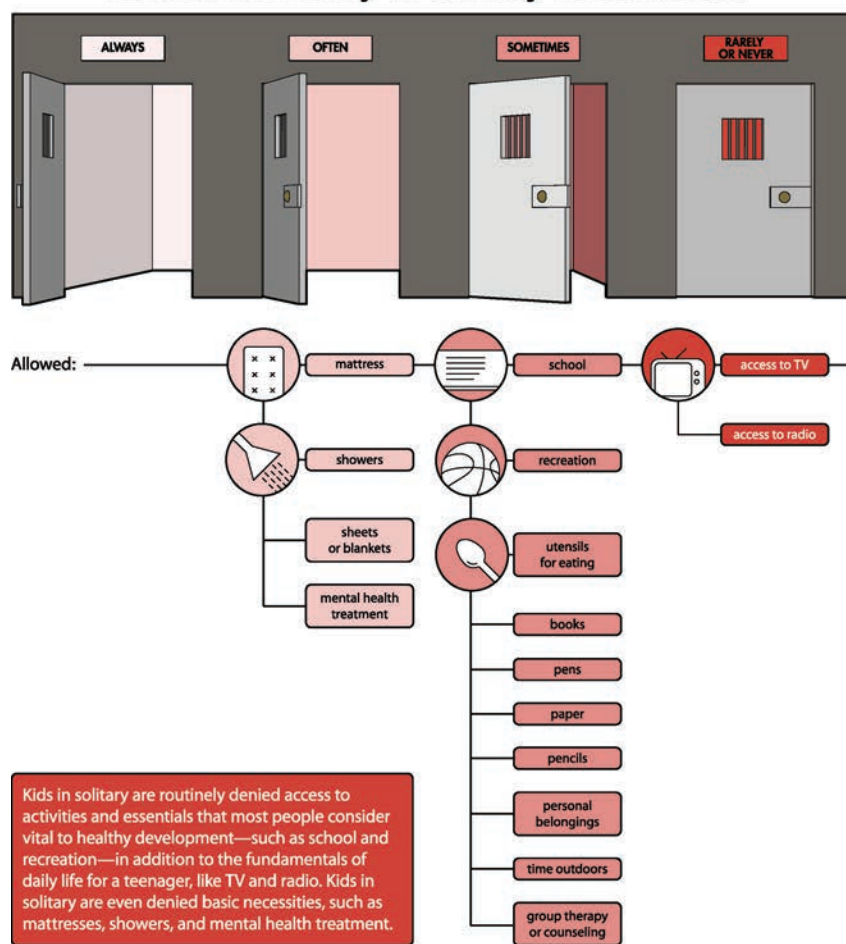 ALWAYS
OFTEN
SOMETIMES
RARELY
OR NEVER
Allowed:
mattress
school
access to TV
access to radio
showers
recreation
sheets
or blankets
utensils
for eating
mental health
treatment
books
pens
paper
pencils
personal
belongings
time outdoors
group therapy
or counseling
Kids in solitary are routinely denied access to
activities and essentials that most people consider
vital to healthy development—such as school and
recreation—in addition to the fundamentals of
daily life for a teenager, like TV and radio. Kids in
solitary are even denied basic necessities, such as
mattresses, showers, and mental health treatment.